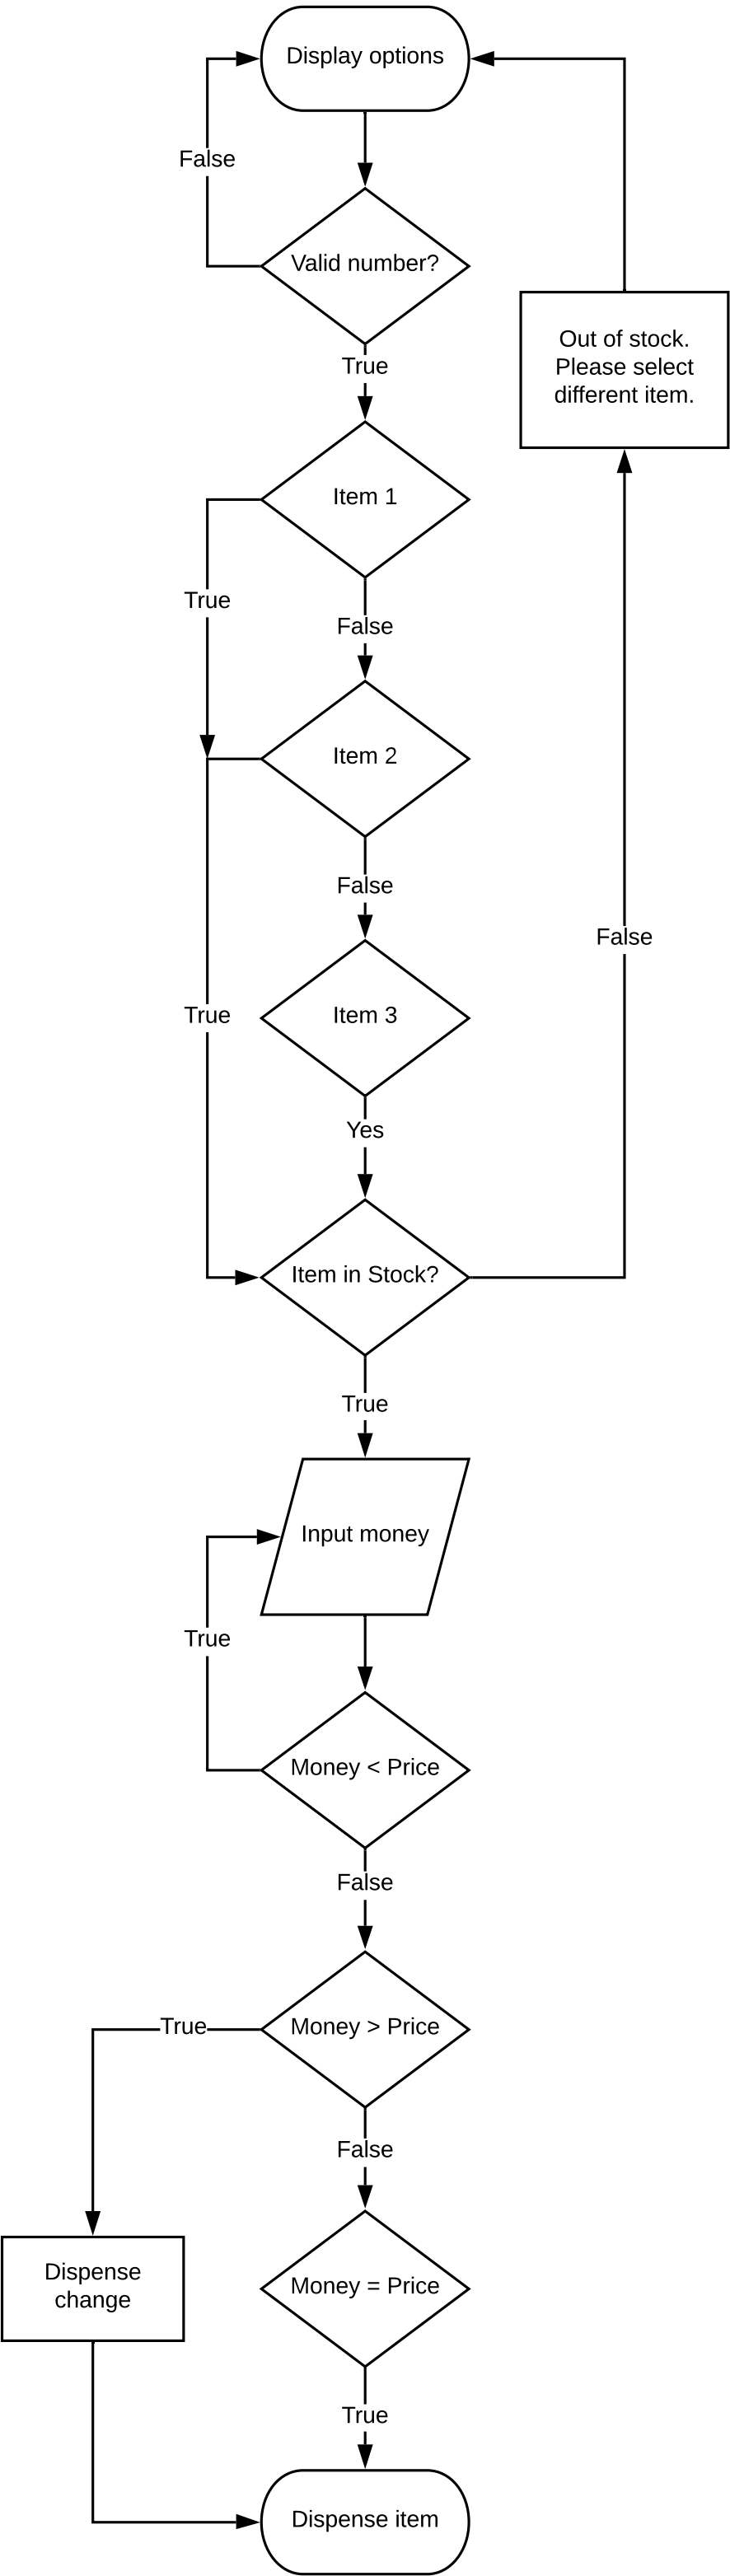 Display options
False
Valid number?
True
Out of stock.
Please select
different item.
Item 1
True
False
Item 2
False
False
True
Item 3
Yes
Item in Stock?
True
Input money
True
Money < Price
False
True
Money > Price
False
Dispense
change
Money = Price
True
Dispense item